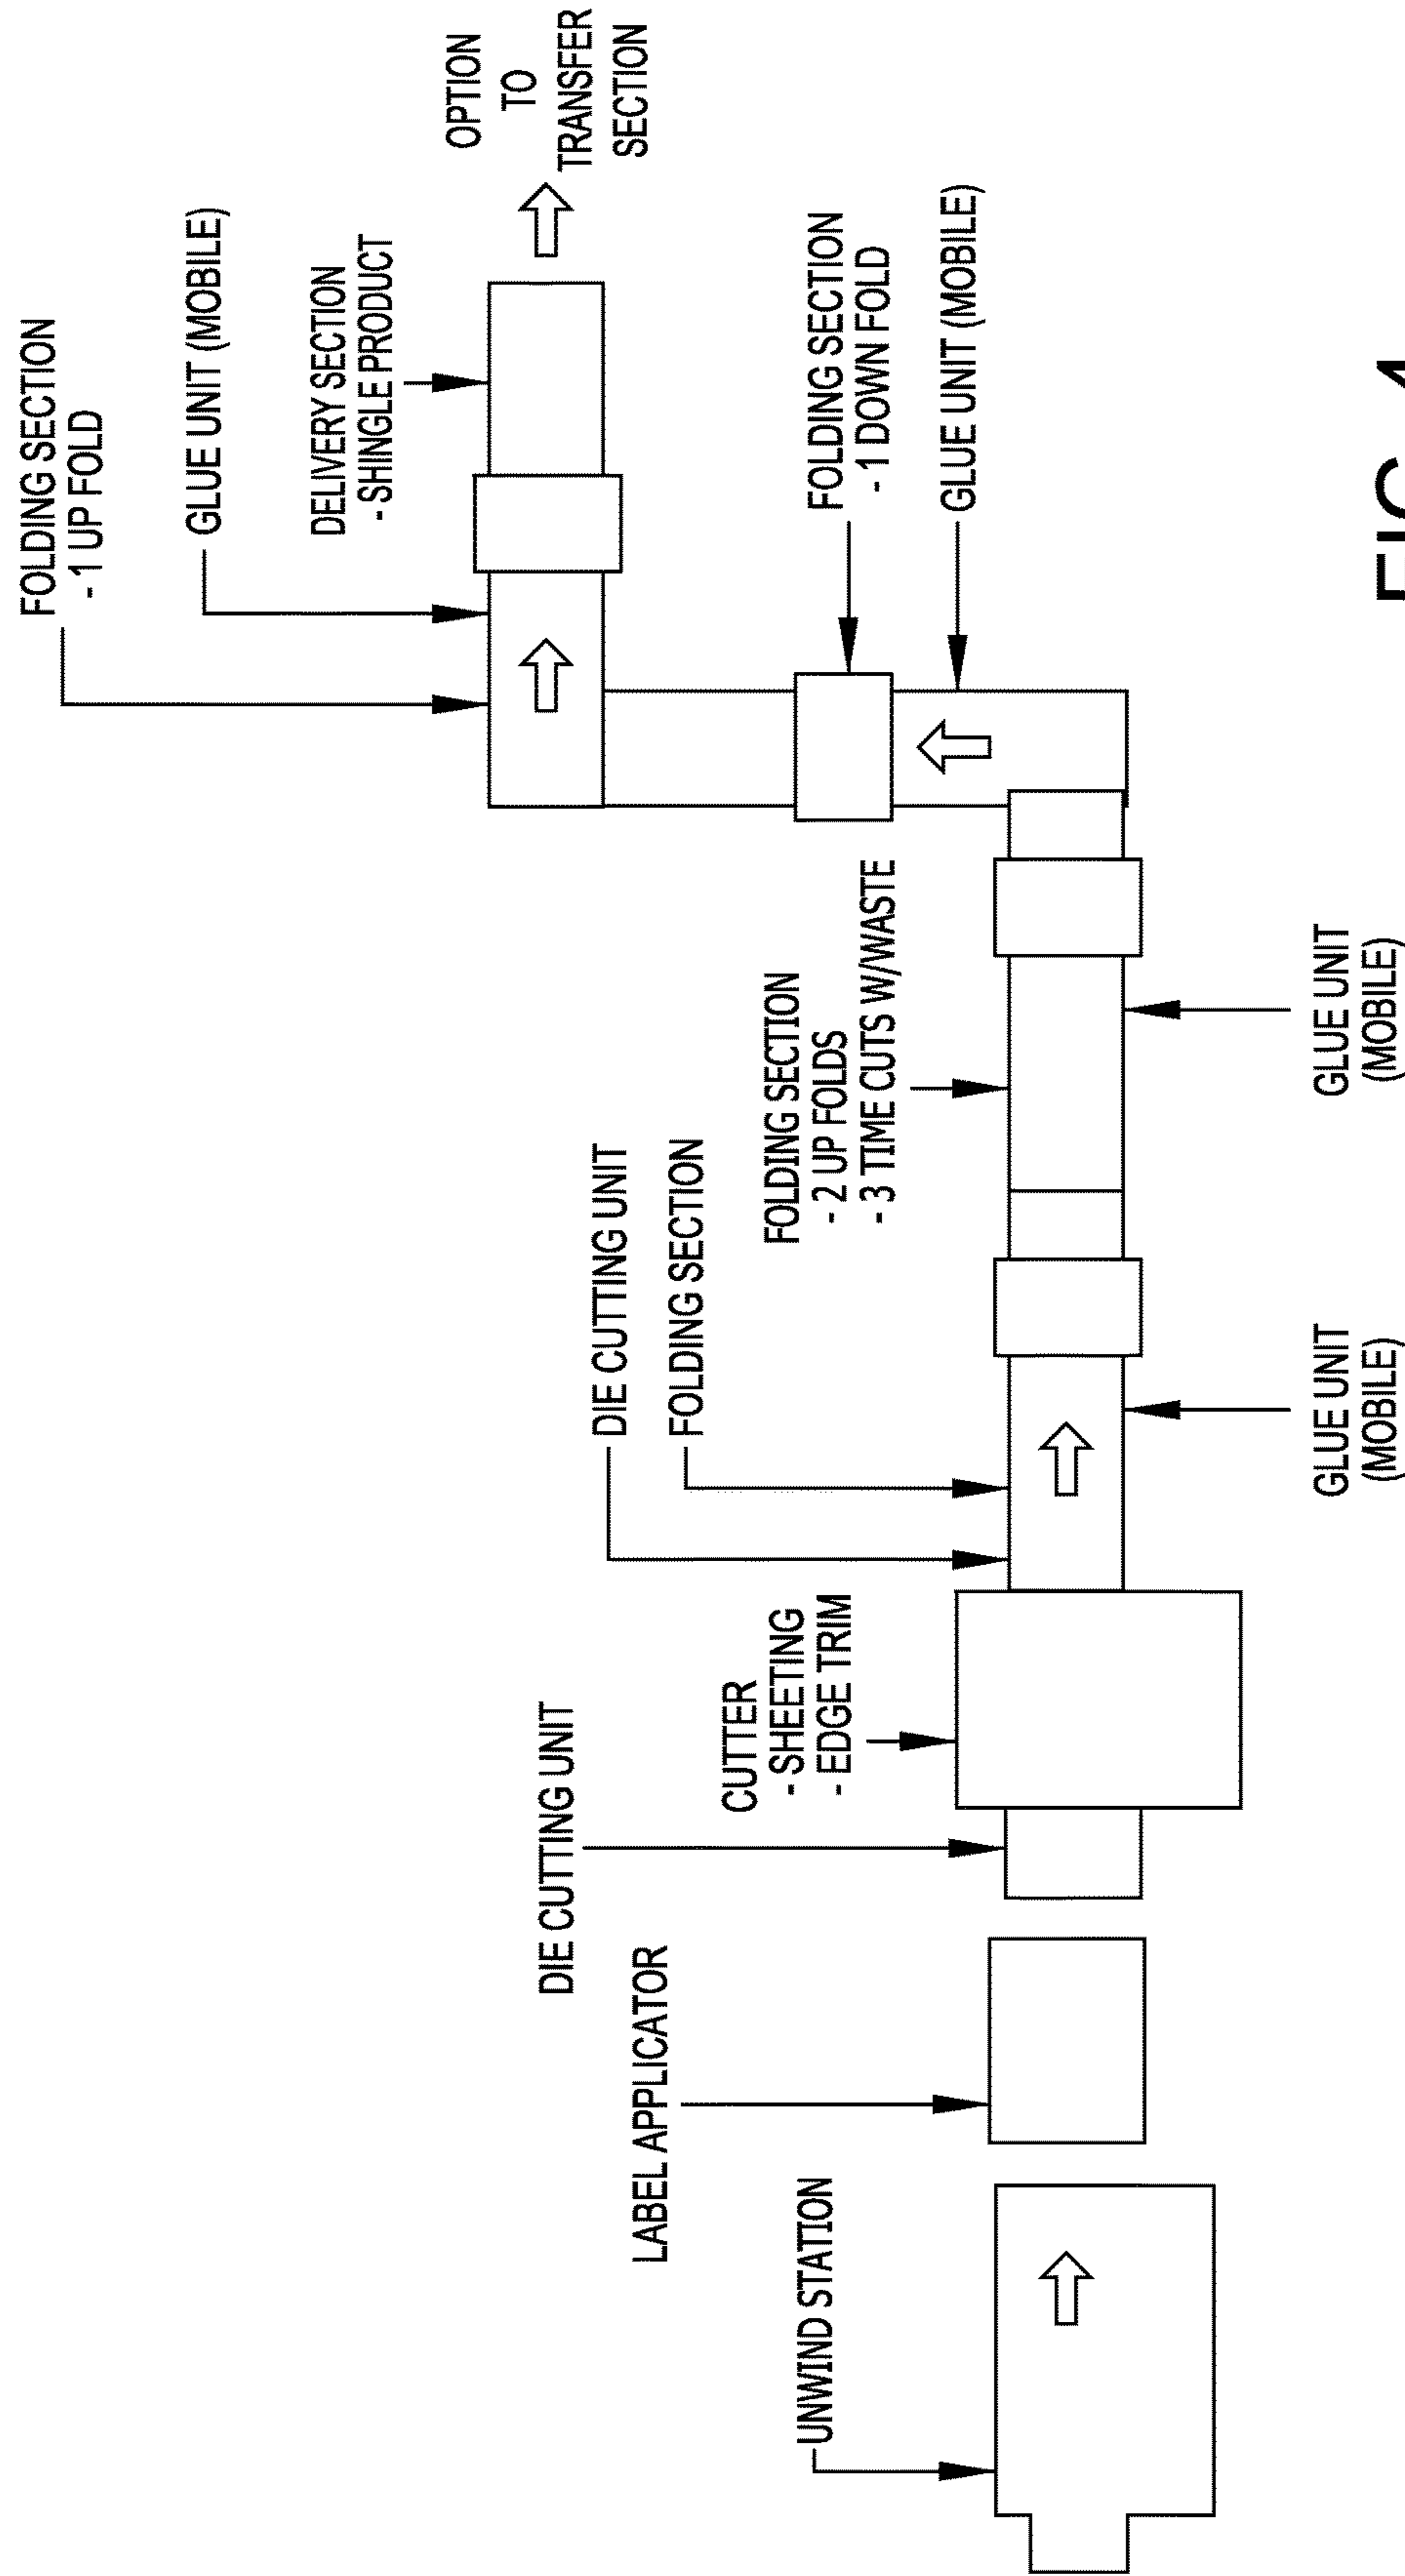 FOLDING SECTION
- 1 UP FOLD
GLUE UNIT (MOBILE)
DELIVERY SECTION
- SHINGLE PRODUCT
OPTION
TO
TRANSFER
SECTION
FOLDING SECTION
- 1 DOWN FOLD
GLUE UNIT (MOBILE)
DIE CUTTING UNIT
FOLDING SECTION
FOLDING SECTION
- 2 UP FOLDS
- 3 TIME CUTS W/WASTE
GLUE UNIT
(MOBILE)
GLUE UNIT
(MOBILE)
DIE CUTTING UNIT
CUTTER
- SHEETING
- EDGE TRIM
LABEL APPLICATOR
UNWIND STATION
FIG.